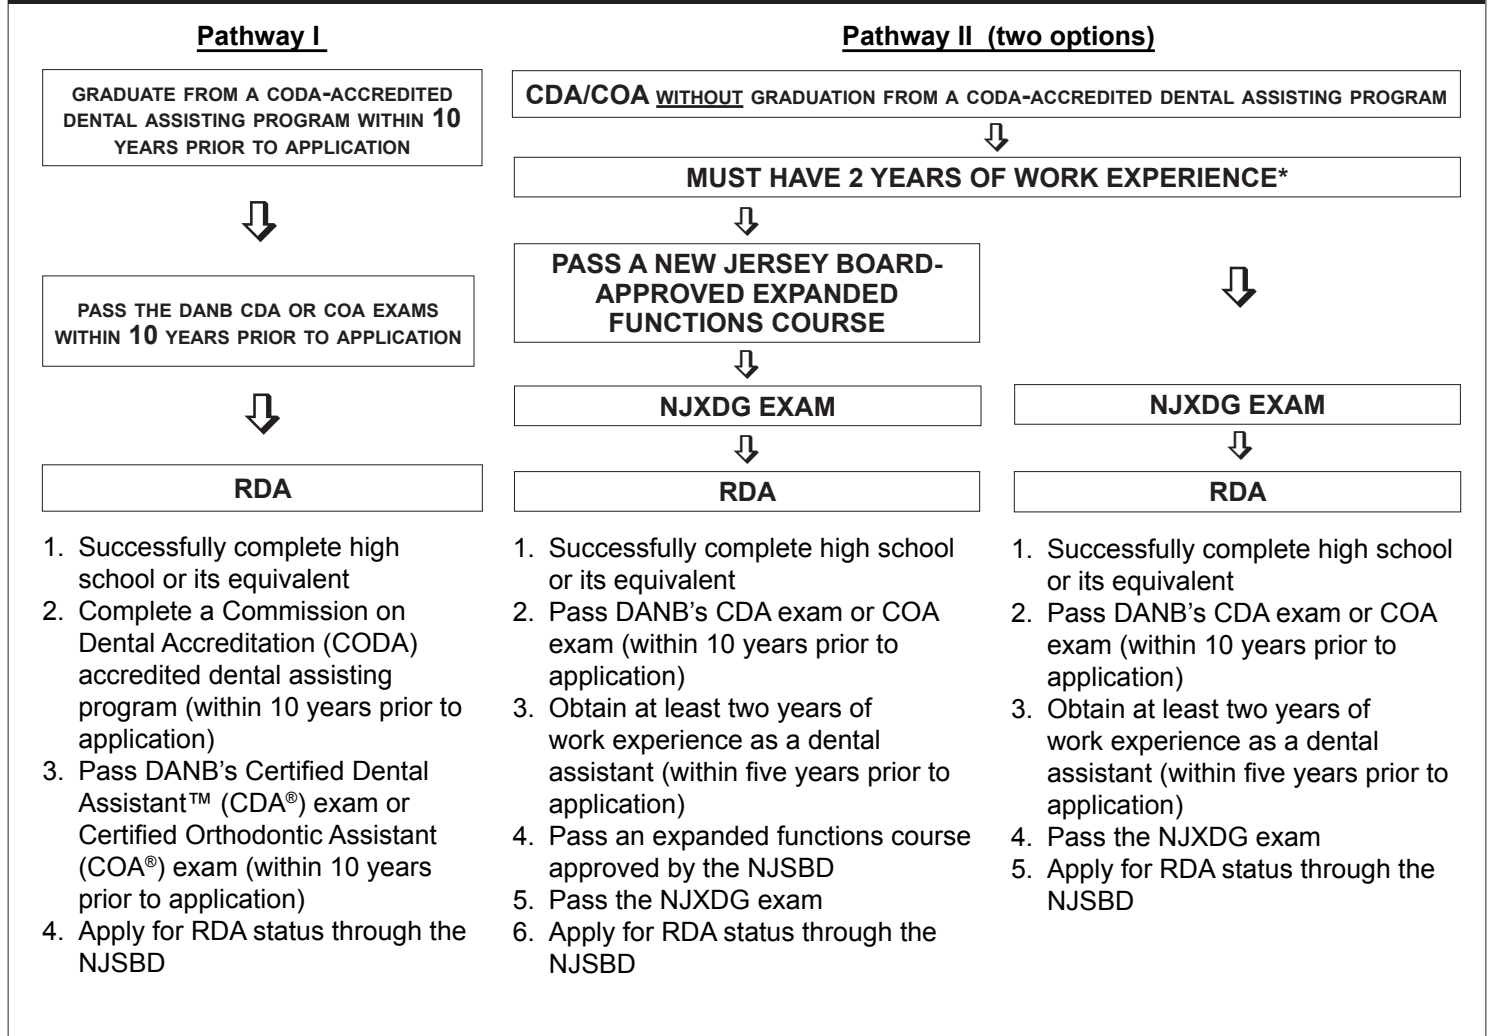 Pathway I
GRADUATE FROM A CODA-ACCREDITED
DENTAL ASSISTING PROGRAM WITHIN 10
YEARS PRIOR TO APPLICATION
PASS THE DANB CDA OR COA EXAMS
WITHIN 10 YEARS PRIOR TO APPLICATION
RDA
1. Successfully complete high
school or its equivalent
2. Complete a Commission on
Dental Accreditation (CODA)
accredited dental assisting
program (within 10 years prior to
application)
3. Pass DANB's Certified Dental
Assistant™ (CDA®) exam or
Certified Orthodontic Assistant
(COA®) exam (within 10 years
prior to application)
4. Apply for RDA status through the
NJSBD
Pathway II (two options)
CDA/COA WITHOUT GRADUATION FROM A CODA-ACCREDITED DENTAL ASSISTING PROGRAM
MUST HAVE 2 YEARS OF WORK EXPERIENCE*
PASS A NEW JERSEY BOARD-
APPROVED EXPANDED
FUNCTIONS COURSE
NJXDG EXAM
RDA
1. Successfully complete high school
or its equivalent
2. Pass DANB's CDA exam or COA
exam (within 10 years prior to
application)
3. Obtain at least two years of
work experience as a dental
assistant (within five years prior to
application)
4. Pass an expanded functions course
approved by the NJSBD
5. Pass the NJXDG exam
6. Apply for RDA status through the
NJSBD
NJXDG EXAM
RDA
1. Successfully complete high school
or its equivalent
2. Pass DANB's CDA exam or COA
exam (within 10 years prior to
application)
3. Obtain at least two years of
work experience as a dental
assistant (within five years prior to
application)
4. Pass the NJXDG exam
5. Apply for RDA status through the
NJSBD